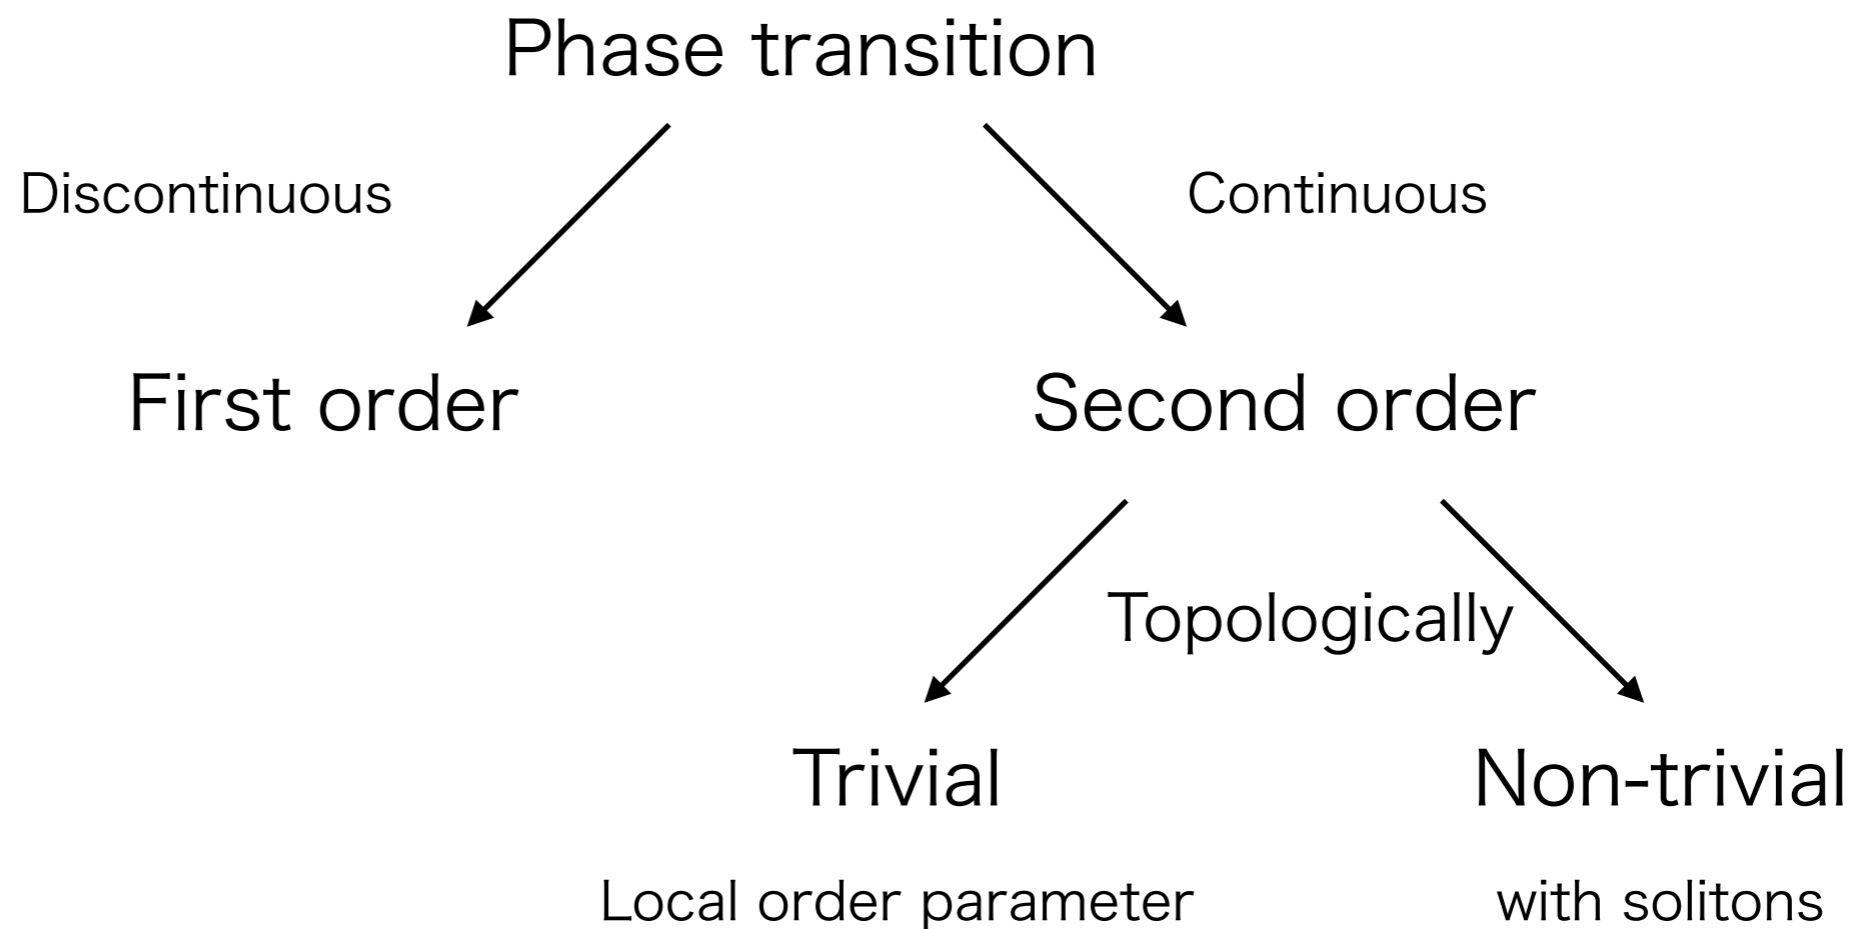 Phase transition
Discontinuous
Continuous
First order
Second order
Topologically
Trivial
Non-trivial
Local order parameter
with solitons